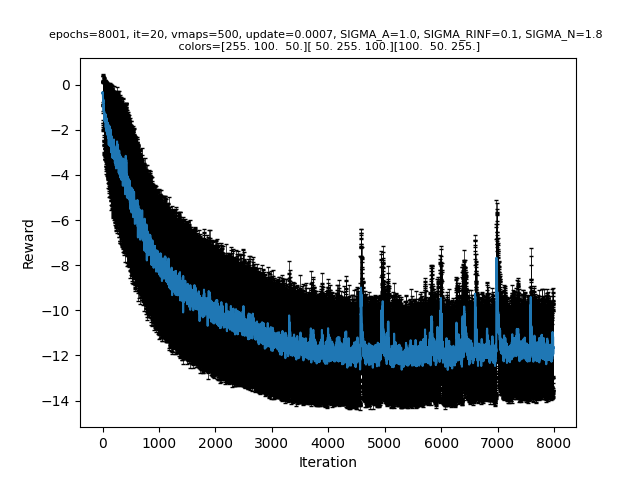 epochs=8001, it=20, vmaps=500, update=0.0007, SIGMA_A=1.0, SIGMA_RINF=0.1, SIGMA_N=1.8
colors=[255. 100.  50.][ 50. 255. 100.][100.  50. 255.]
0
−2
−4
−6
−8
−10
−12
−14
Reward
0 1000 2000 3000 4000 5000 6000 7000 8000
Iteration